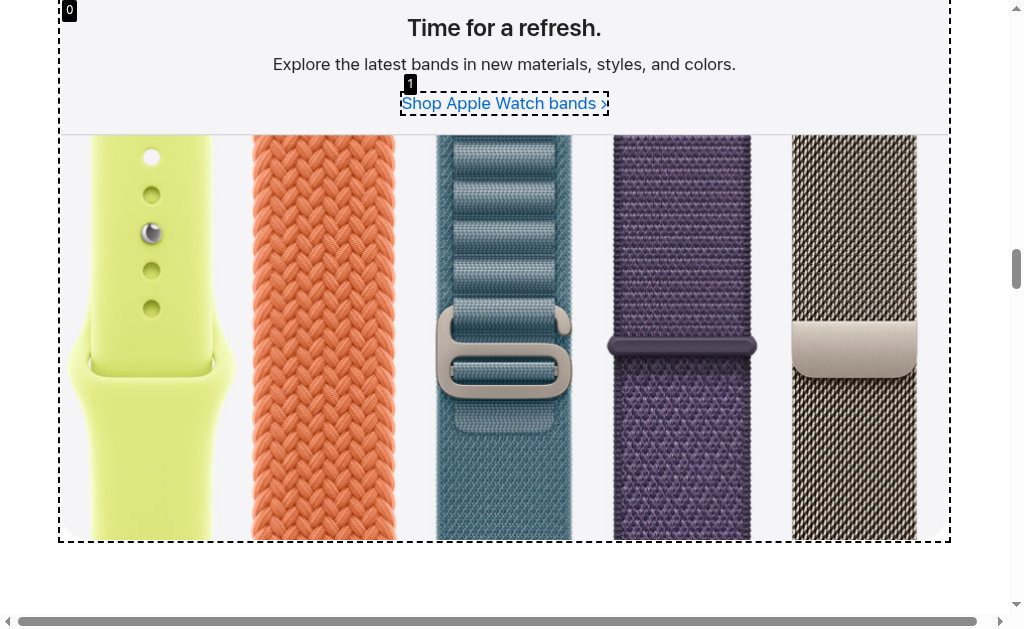 0
Time for a refresh.
Explore the latest bands in new materials, styles, and colors.
1
Shop Apple Watch bands ›